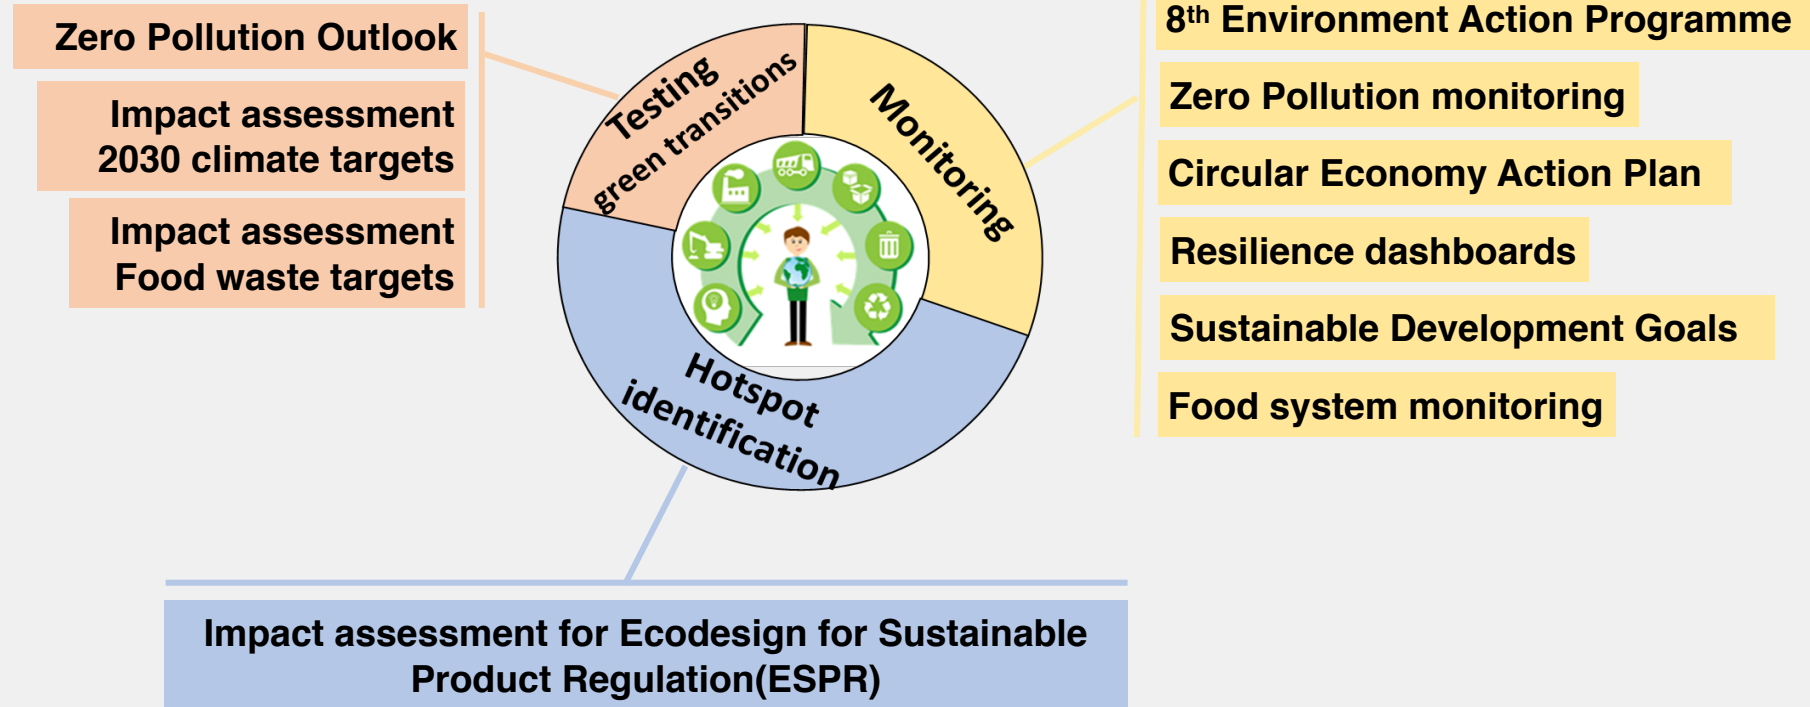 Zero Pollution Outlook
Impact assessment
2030 climate targets
Impact assessment
Food waste targets
Testing
green transitions
Monitoring
Hotspot
identification
8th Environment Action Programme
Zero Pollution monitoring
Circular Economy Action Plan
Resilience dashboards
Sustainable Development Goals
Food system monitoring
Impact assessment for Ecodesign for Sustainable
Product Regulation(ESPR)